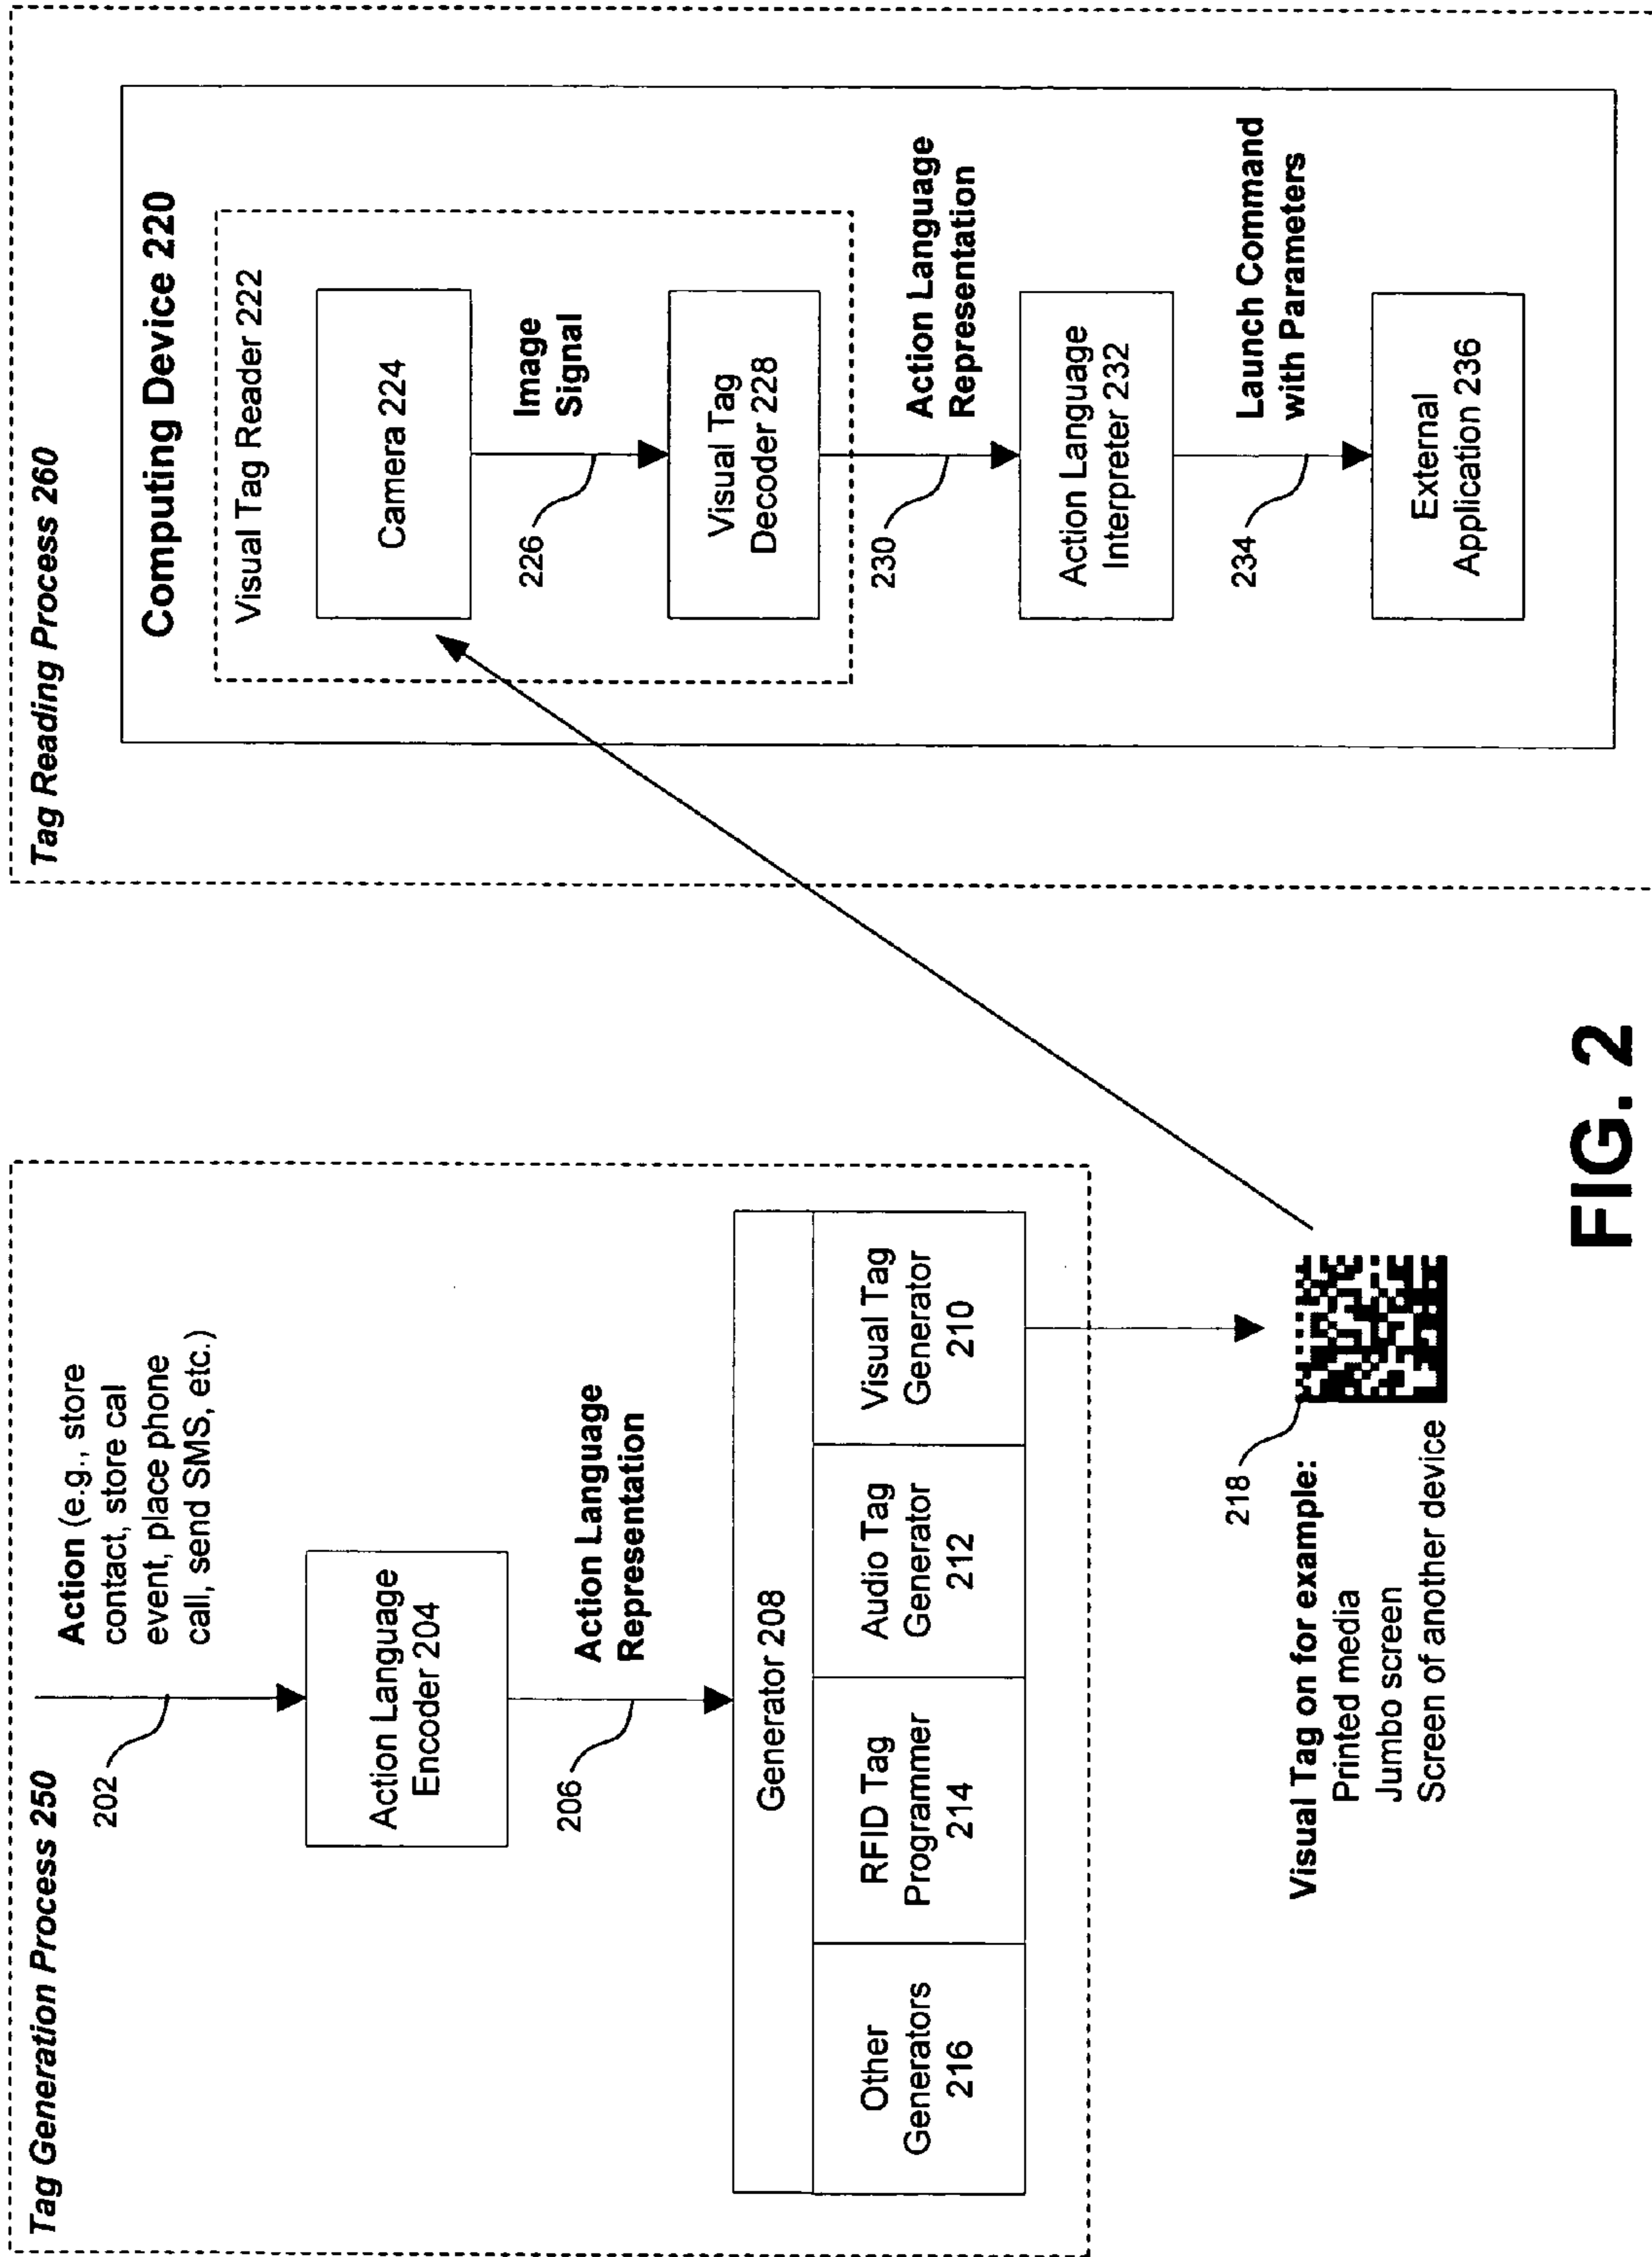 Tag Generation Process 250
202
Action (e.g., store
contact, store cal
event, place phone
call, send SMS, etc.)
Action Language
Encoder 204
206
Action Language
Representation
Generator 208
Other
Generators
216
RFID Tag
Programmer
214
Audio Tag
Generator
212
Visual Tag
Generator
210
218
Visual Tag on for example:
Printed media
Jumbo screen
Screen of another device
Tag Reading Process 260
Computing Device 220
Visual Tag Reader 222
Camera 224
226
Image
Signal
Visual Tag
Decoder 228
230
Action Language
Representation
Action Language
Interpreter 232
234
Launch Command
with Parameters
External
Application 236
FIG. 2